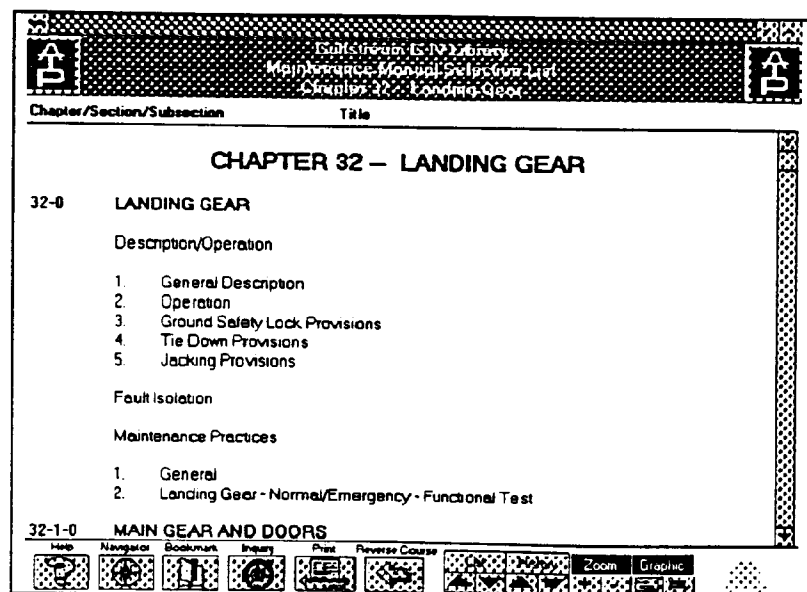 ATP
Gulfstream G-IV Library
Maintenance Manual Selection List
Chapter 32 - Landing Gear
ATP
Chapter/Section/Subsection Title
CHAPTER 32 — LANDING GEAR
32-0 LANDING GEAR
Description/Operation
1. General Description
2. Operation
3. Ground Safety Lock Provisions
4. Tie Down Provisions
5. Jacking Provisions
Fault Isolation
Maintenance Practices
1. General
2. Landing Gear - Normal/Emergency - Functional Test
32-1-0 MAIN GEAR AND DOORS
Help Navigator Bookmark Inquiry Print Reverse Course
Zoom Graphic